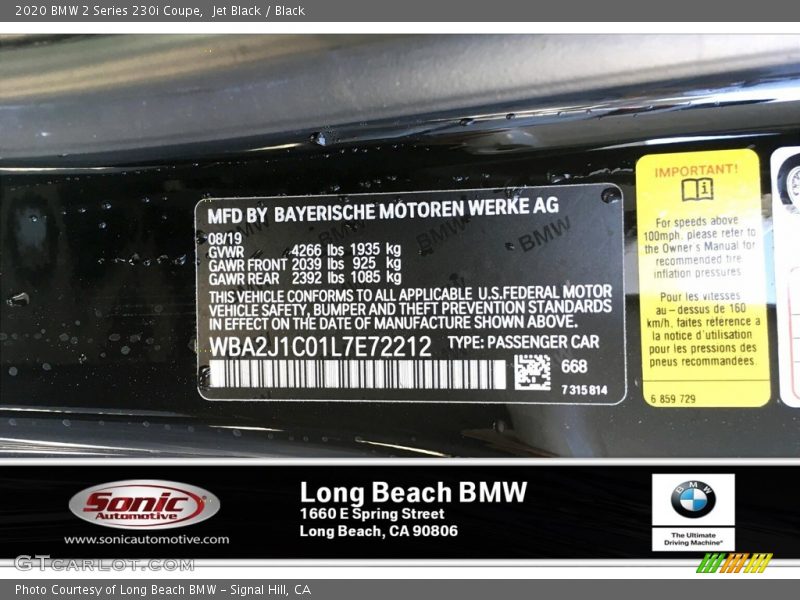 2020 BMW 2 Series 230i Coupe, Jet Black / Black
MFD BY BAYERISCHE MOTOREN WERKE AG
08/19
GVWR 4266 lbs 1935 kg
GAWR FRONT 2039 lbs 925 kg
GAWR REAR 2392 lbs 1085 kg
THIS VEHICLE CONFORMS TO ALL APPLICABLE U.S.FEDERAL MOTOR
VEHICLE SAFETY, BUMPER AND THEFT PREVENTION STANDARDS
IN EFFECT ON THE DATE OF MANUFACTURE SHOWN ABOVE.
WBA2J1C01L7E72212 TYPE: PASSENGER CAR
668
7 315 814
BMW BMW BMW BMW
IMPORTANT!
For speeds above
100mph, please refer to
the Owner's Manual for
recommended tire
inflation pressures.
Pour les vitesses
au-dessus de 160
km/h, faites reference a
la notice d'utilisation
pour les pressions des
pneus recommandées.
6 859 729
Sonic
Automotive
www.sonicautomotive.com
Long Beach BMW
1660 E Spring Street
Long Beach, CA 90806
BMW
The Ultimate
Driving Machine®
GTcarlot.com
Photo Courtesy of Long Beach BMW - Signal Hill, CA